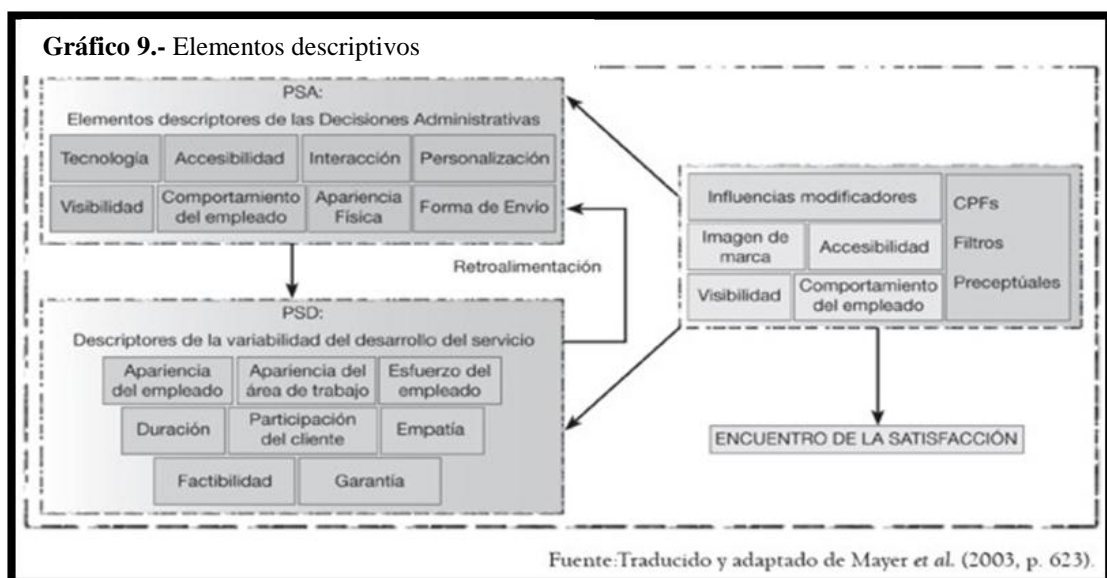 Gráfico 9.- Elementos descriptivos
PSA:
Elementos descriptores de las Decisiones Administrativas
Tecnología
Accesibilidad
Interacción
Personalización
Visibilidad
Comportamiento
del empleado
Apariencia
Física
Forma de Envío
Retroalimentación
PSD:
Descriptores de la variabilidad del desarrollo del servicio
Apariencia
del empleado
Apariencia del
área de trabajo
Esfuerzo del
empleado
Duración
Participación
del cliente
Empatía
Factibilidad
Garantía
Influencias modificadores
Imagen de
marca
Accesibilidad
Visibilidad
Comportamiento
del empleado
CPFs
Filtros
Preceptúales
ENCUENTRO DE LA SATISFACCIÓN
Fuente:Traducido y adaptado de Mayer et al. (2003, p. 623).